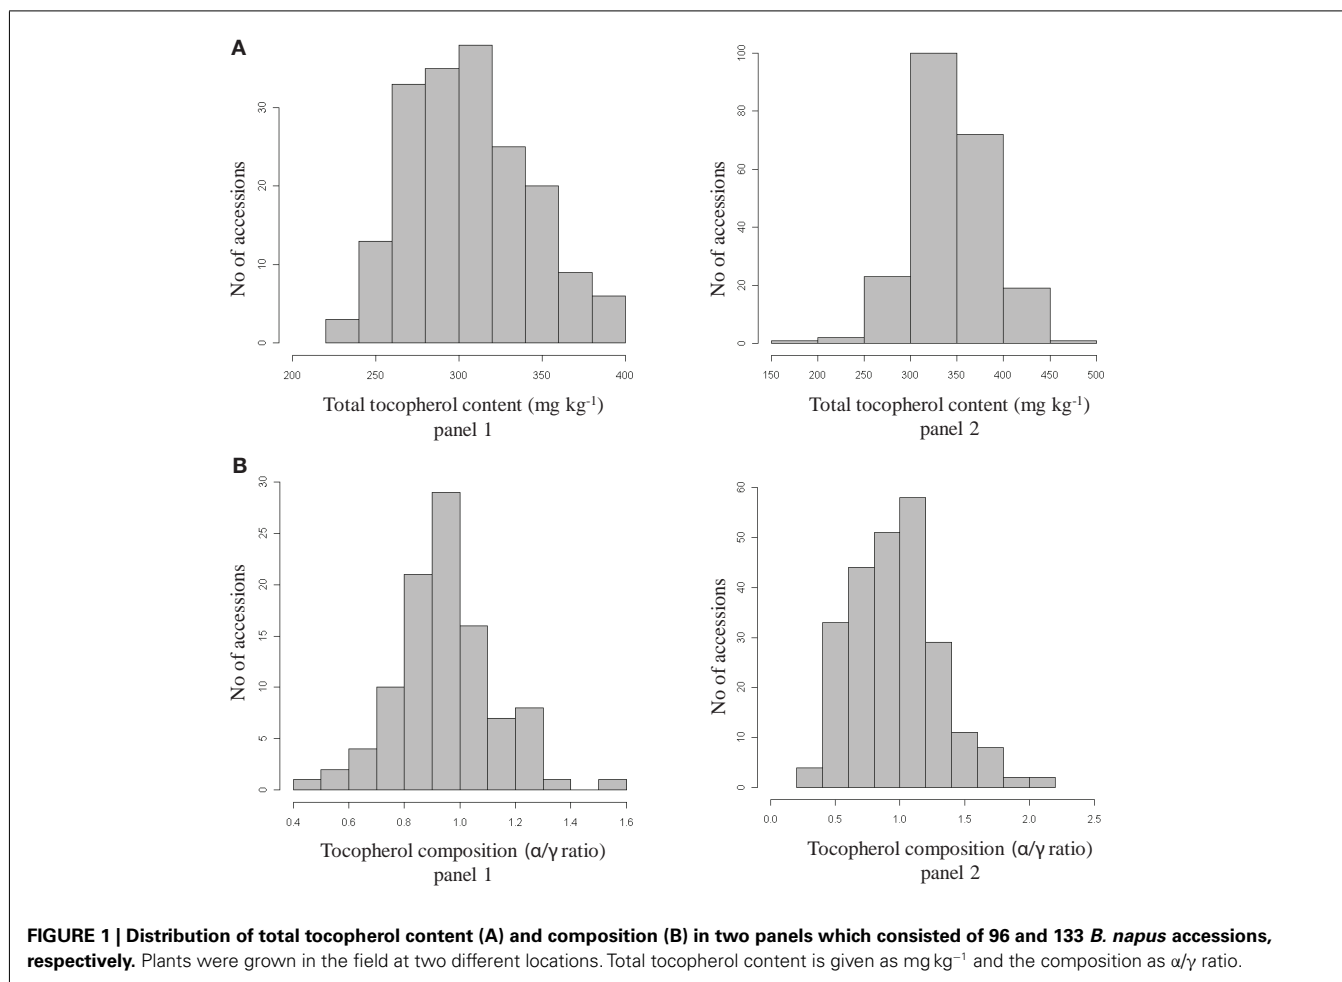 A
No of accessions
0 10 20 30
200 250 300 350 400
Total tocopherol content (mg kg⁻¹)
panel 1
No of accessions
0 20 40 60 80 100
150 200 250 300 350 400 450 500
Total tocopherol content (mg kg⁻¹)
panel 2
B
No of accessions
0 5 10 15 20 25 30
0.4 0.6 0.8 1.0 1.2 1.4 1.6
Tocopherol composition (α/γ ratio)
panel 1
No of accessions
0 10 20 30 40 50 60
0.0 0.5 1.0 1.5 2.0 2.5
Tocopherol composition (α/γ ratio)
panel 2
FIGURE 1 | Distribution of total tocopherol content (A) and composition (B) in two panels which consisted of 96 and 133 B. napus accessions,
respectively. Plants were grown in the field at two different locations. Total tocopherol content is given as mg kg⁻¹ and the composition as α/γ ratio.